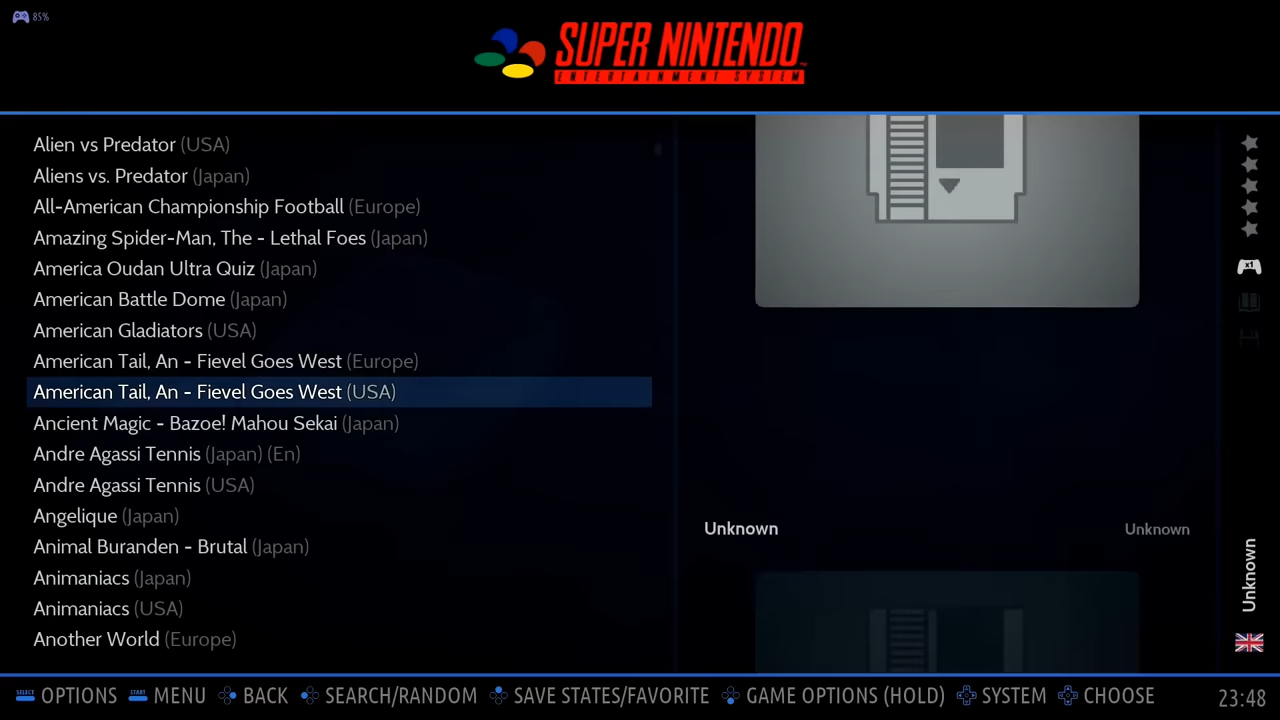 85%
SUPER NINTENDO
ENTERTAINMENT SYSTEM
Alien vs Predator (USA)
Aliens vs. Predator (Japan)
All-American Championship Football (Europe)
Amazing Spider-Man, The - Lethal Foes (Japan)
America Oudan Ultra Quiz (Japan)
American Battle Dome (Japan)
American Gladiators (USA)
American Tail, An - Fievel Goes West (Europe)
American Tail, An - Fievel Goes West (USA)
Ancient Magic - Bazoe! Mahou Sekai (Japan)
Andre Agassi Tennis (Japan) (En)
Andre Agassi Tennis (USA)
Angelique (Japan)
Animal Buranden - Brutal (Japan)
Animaniacs (Japan)
Animaniacs (USA)
Another World (Europe)
x1
Unknown Unknown
Unknown
SELECT OPTIONS START MENU BACK SEARCH/RANDOM SAVE STATES/FAVORITE GAME OPTIONS (HOLD) SYSTEM CHOOSE 23:48